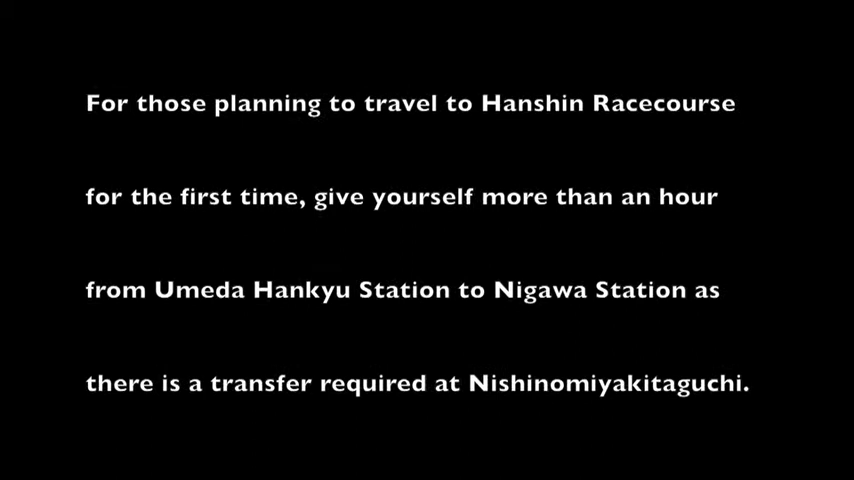 For those planning to travel to Hanshin Racecourse
for the first time, give yourself more than an hour
from Umeda Hankyu Station to Nigawa Station as
there is a transfer required at Nishinomiyakitaguchi.